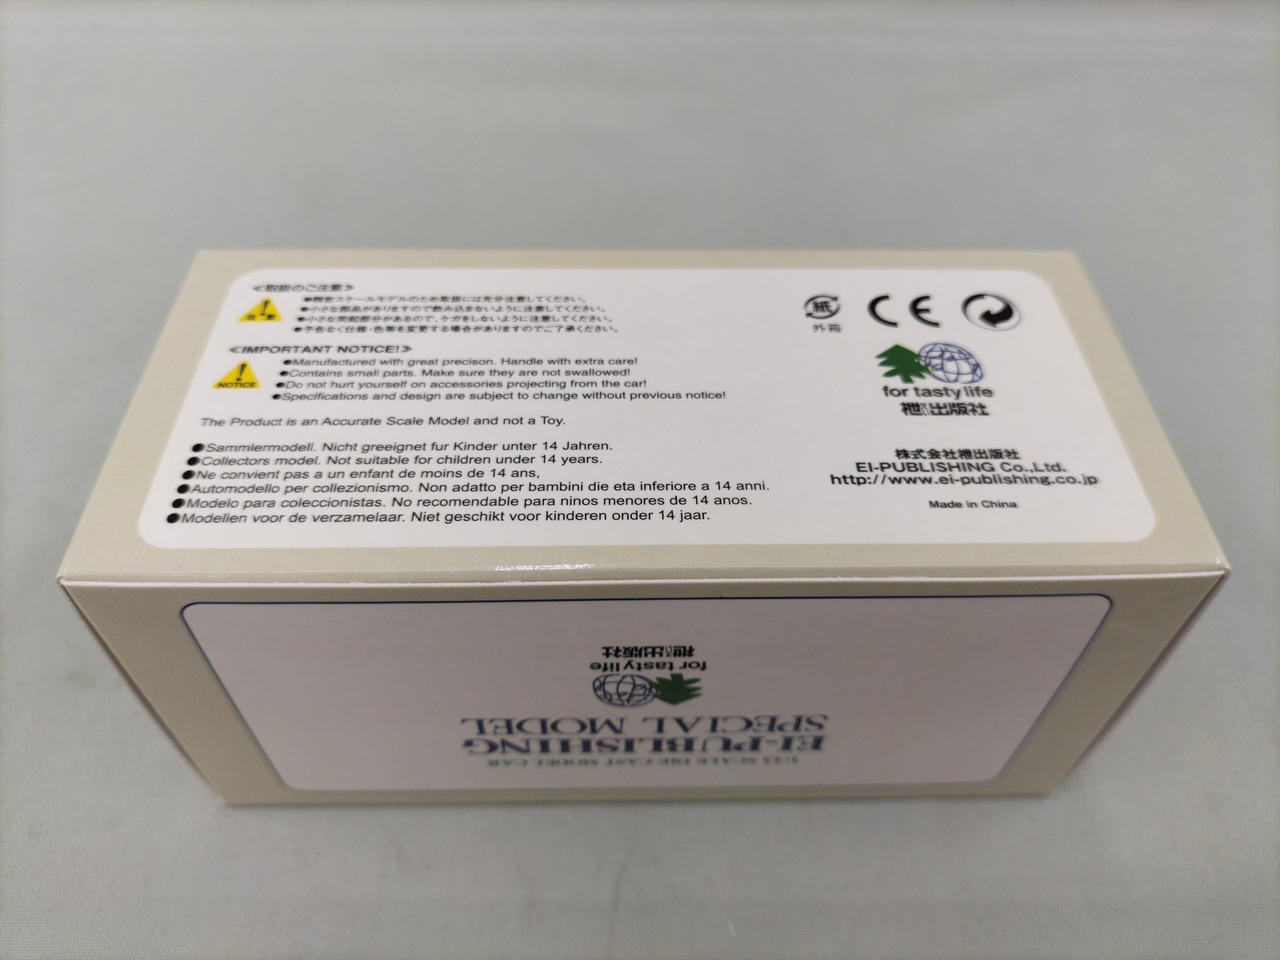 ≪取扱のご注意≫
注意
●精密スケールモデルのため取扱には充分注意してください。
●小さな部品がありますので飲み込まないように注意してください。
●小さな突起部分があるので、ケガをしないように注意してください。
●予告なく仕様・色等を変更する場合がありますのでご了承ください。
≪IMPORTANT NOTICE!≫
NOTICE
●Manufactured with great precison. Handle with extra care!
●Contains small parts. Make sure they are not swallowed!
●Do not hurt yourself on accessories projecting from the car!
●Specifications and design are subject to change without previous notice!
The Product is an Accurate Scale Model and not a Toy.
●Sammlermodell. Nicht greeignet fur Kinder unter 14 Jahren.
●Collectors model. Not suitable for children under 14 years.
●Ne convient pas a un enfant de moins de 14 ans,
●Automodello per collezionismo. Non adatto per bambini die eta inferiore a 14 anni.
●Modelo para coleccionistas. No recomendable para ninos menores de 14 anos.
●Modellen voor de verzamelaar. Niet geschikt voor kinderen onder 14 jaar.
紙
外箱
CE
for tasty life
枻出版社
株式会社枻出版社
EI-PUBLISHING Co.,Ltd.
http://www.ei-publishing.co.jp
Made in China
1:43 SCALE DIE-CAST MODEL CAR
EI-PUBLISHING
SPECIAL MODEL
for tasty life
枻出版社